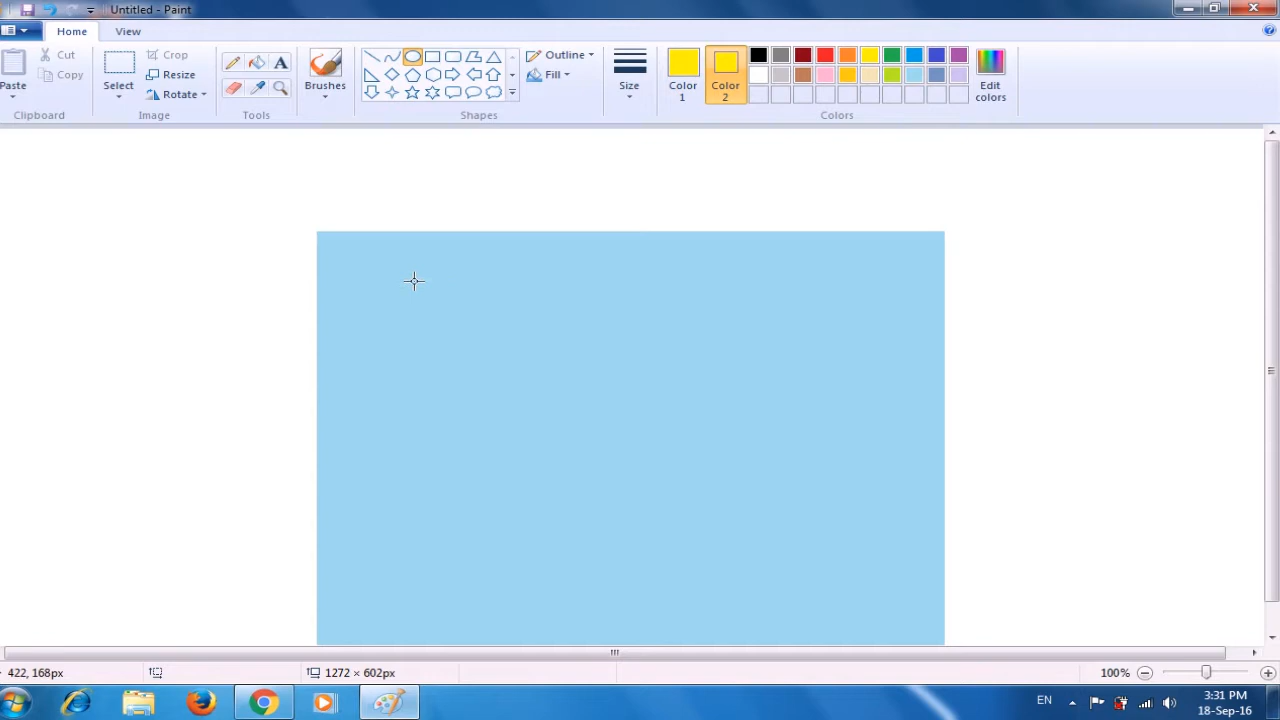 Untitled - Paint
Home View
Paste
Cut
Copy
Clipboard
Select
Crop
Resize
Rotate
Image
A
Tools
Brushes
Outline
Fill
Shapes
Size
Color 1
Color 2
Edit colors
Colors
422, 168px
1272 × 602px
100%
EN
3:31 PM
18-Sep-16